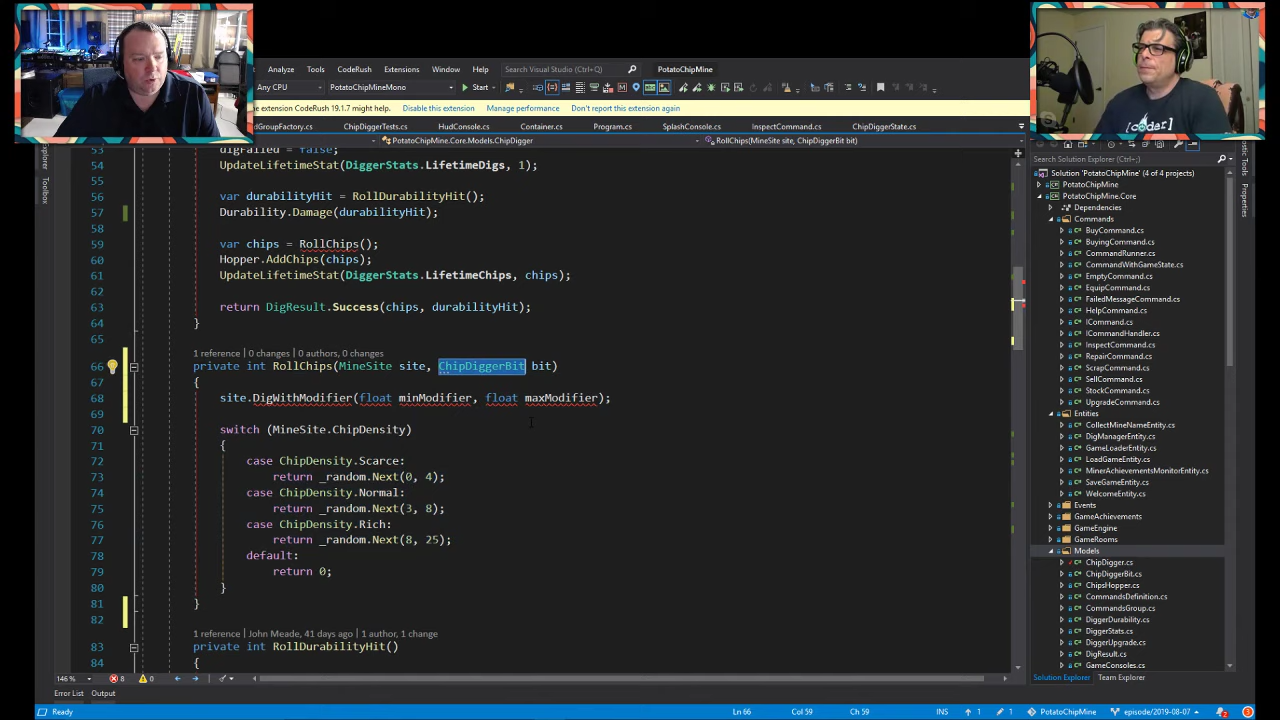 Analyze Tools CodeRush Extensions Window Help Search Visual Studio (Ctrl+Q) PotatoChipMine
Any CPU PotatoChipMineMono Start
the extension CodeRush 19.1.7 might help. Disable this extension Manage performance Don't report this extension
dGroupFactory.cs ChipDiggerTests.cs HudConsole.cs Container.cs Program.cs SplashConsole.cs InspectCommand.cs ChipDiggerState.cs
PotatoChipMine.Core.Models.ChipDigger RollChips(MineSite site, ChipDiggerBit bit)
53 digFailed = false;
54 UpdateLifetimeStat(DiggerStats.LifetimeDigs, 1);
55
56 var durabilityHit = RollDurabilityHit();
57 Durability.Damage(durabilityHit);
58
59 var chips = RollChips();
60 Hopper.AddChips(chips);
61 UpdateLifetimeStat(DiggerStats.LifetimeChips, chips);
62
63 return DigResult.Success(chips, durabilityHit);
64 }
65
1 reference | 0 changes | 0 authors, 0 changes
66 private int RollChips(MineSite site, ChipDiggerBit bit)
67 {
68 site.DigWithModifier(float minModifier, float maxModifier);
69
70 switch (MineSite.ChipDensity)
71 {
72 case ChipDensity.Scarce:
73 return _random.Next(0, 4);
74 case ChipDensity.Normal:
75 return _random.Next(3, 8);
76 case ChipDensity.Rich:
77 return _random.Next(8, 25);
78 default:
79 return 0;
80 }
81 }
82
1 reference | John Meade, 41 days ago | 1 author, 1 change
83 private int RollDurabilityHit()
84 {
146 % 8 0
Error List Output
Ready Ln 66 Col 59 Ch 59 INS 1 1 PotatoChipMine episode/2019-08-07 3
Explorer
Toolbox
Search Solution Explorer (Ctrl+;)
Solution 'PotatoChipMine' (4 of 4 projects)
PotatoChipMine
PotatoChipMine.Core
Dependencies
Commands
BuyCommand.cs
BuyingCommand.cs
CommandRunner.cs
CommandWithGameState.cs
EmptyCommand.cs
EquipCommand.cs
FailedMessageCommand.cs
HelpCommand.cs
ICommand.cs
ICommandHandler.cs
InspectCommand.cs
RepairCommand.cs
ScrapCommand.cs
SellCommand.cs
StockCommand.cs
UpgradeCommand.cs
Entities
CollectMineNameEntity.cs
DigManagerEntity.cs
GameLoaderEntity.cs
LoadGameEntity.cs
MinerAchievementsMonitorEntity.cs
SaveGameEntity.cs
WelcomeEntity.cs
Events
GameAchievements
GameEngine
GameRooms
Models
ChipDigger.cs
ChipDiggerBit.cs
ChipsHopper.cs
CommandsDefinition.cs
CommandsGroup.cs
DiggerDurability.cs
DiggerStats.cs
DiggerUpgrade.cs
DigResult.cs
GameConsoles.cs
Solution Explorer Team Explorer
Properties
{coder}